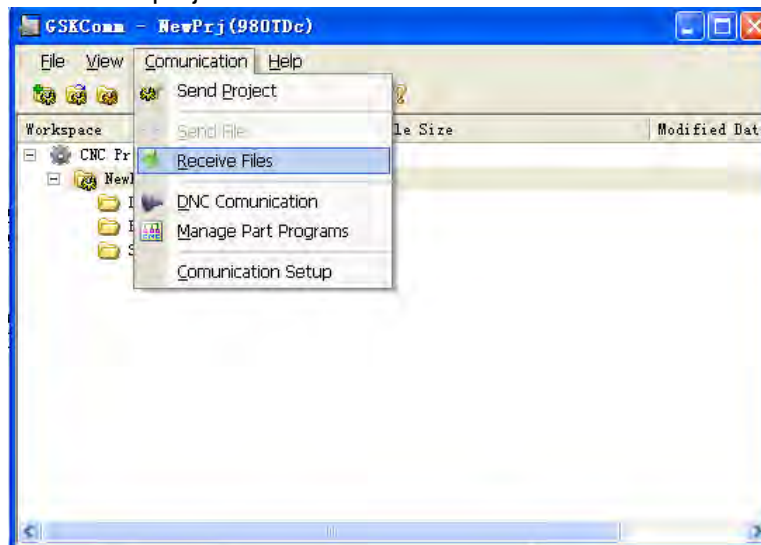 GSKComm - NewPrj(980TDc)
File View Comunication Help
Send Project
Workspace
Send File
le Size
Modified Dat
CNC Pr
Receive Files
New
DNC Comunication
Manage Part Programs
Comunication Setup